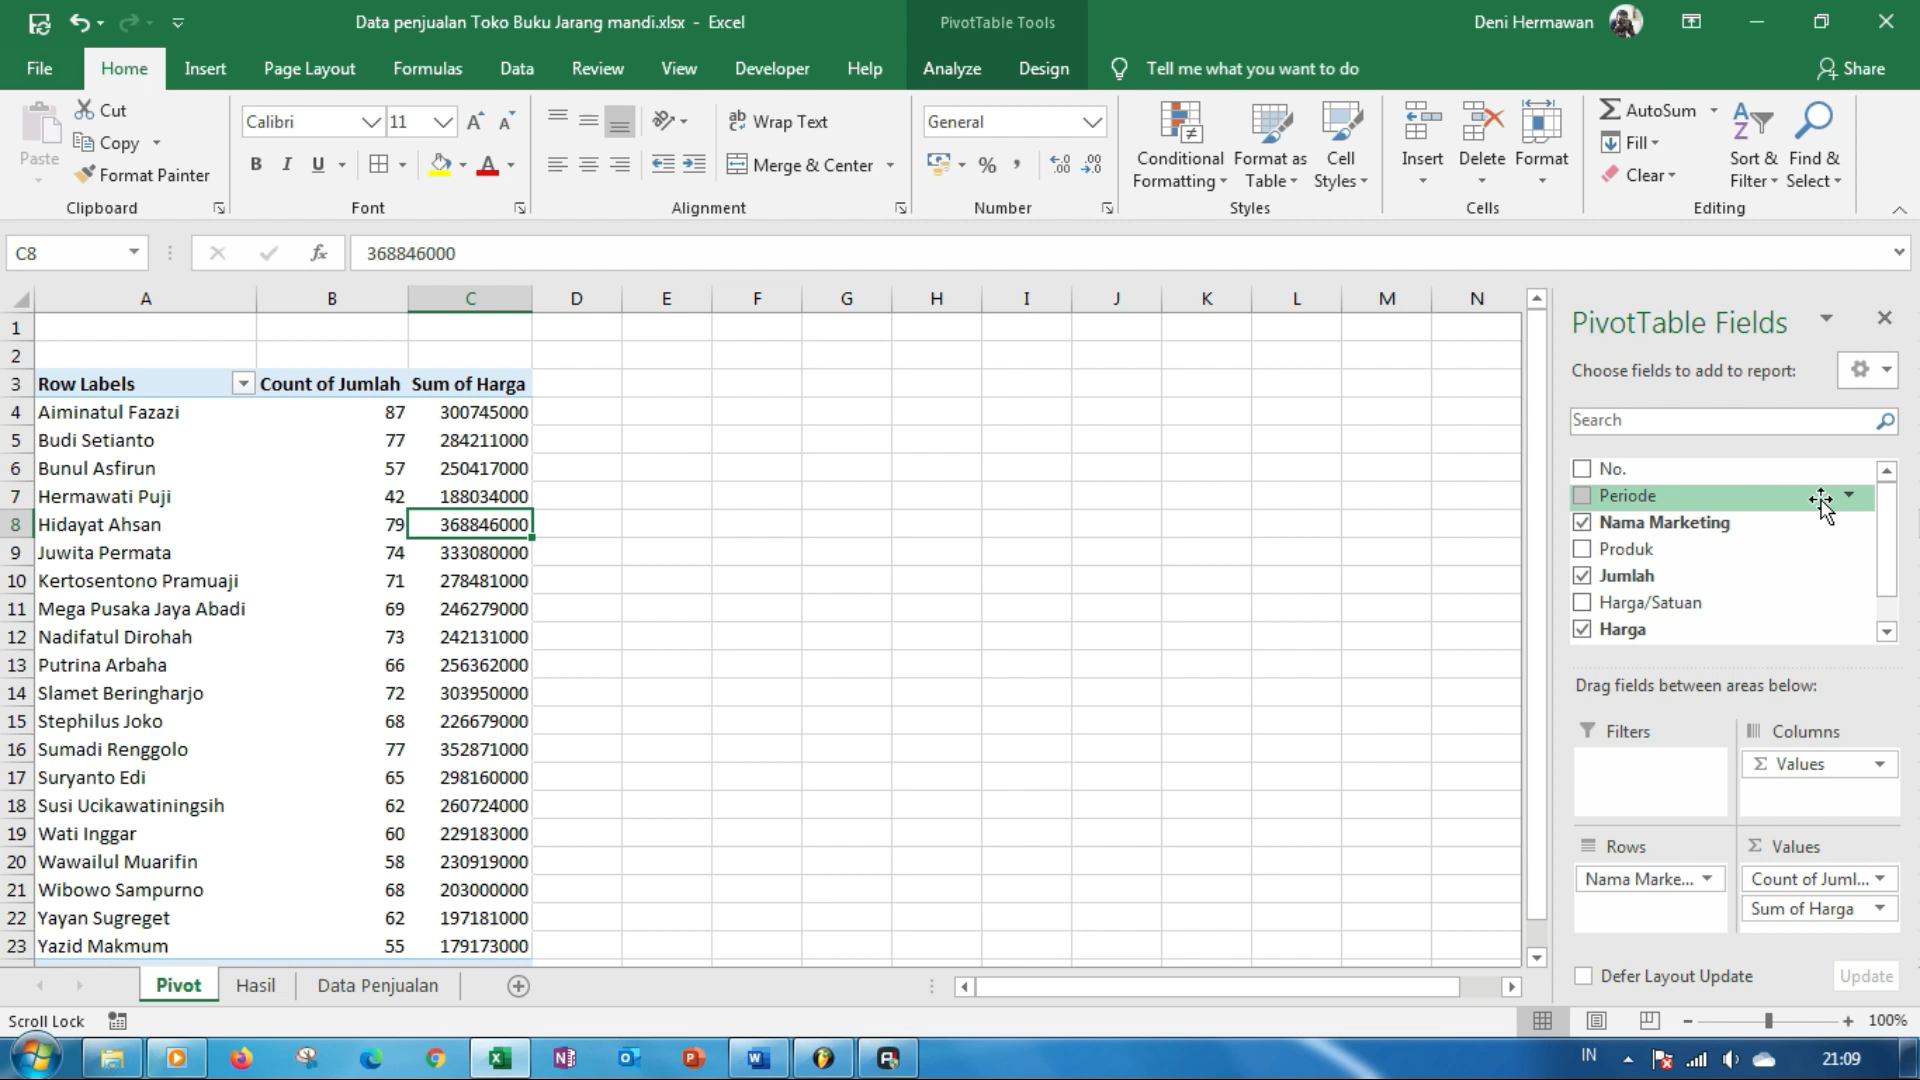 Data penjualan Toko Buku Jarang mandi.xlsx - Excel
PivotTable Tools
Deni Hermawan
File Home Insert Page Layout Formulas Data Review View Developer Help Analyze Design Tell me what you want to do Share
Paste
Cut
Copy
Format Painter
Clipboard
Calibri 11
B I U A
Font
Wrap Text
Merge & Center
Alignment
General
%
Number
Conditional Formatting
Format as Table
Cell Styles
Styles
Insert Delete Format
Cells
AutoSum
Fill
Clear
Sort & Filter
Find & Select
Editing
C8 fx 368846000
A B C D E F G H I J K L M N
1
2
3 Row Labels Count of Jumlah Sum of Harga
4 Aiminatul Fazazi 87 300745000
5 Budi Setianto 77 284211000
6 Bunul Asfirun 57 250417000
7 Hermawati Puji 42 188034000
8 Hidayat Ahsan 79 368846000
9 Juwita Permata 74 333080000
10 Kertosentono Pramuaji 71 278481000
11 Mega Pusaka Jaya Abadi 69 246279000
12 Nadifatul Dirohah 73 242131000
13 Putrina Arbaha 66 256362000
14 Slamet Beringharjo 72 303950000
15 Stephilus Joko 68 226679000
16 Sumadi Renggolo 77 352871000
17 Suryanto Edi 65 298160000
18 Susi Ucikawatiningsih 62 260724000
19 Wati Inggar 60 229183000
20 Wawailul Muarifin 58 230919000
21 Wibowo Sampurno 68 203000000
22 Yayan Sugreget 62 197181000
23 Yazid Makmum 55 179173000
PivotTable Fields
Choose fields to add to report:
Search
No.
Periode
Nama Marketing
Produk
Jumlah
Harga/Satuan
Harga
Drag fields between areas below:
Filters
Columns
Σ Values
Rows
Nama Marke...
Σ Values
Count of Juml...
Sum of Harga
Defer Layout Update
Update
Pivot Hasil Data Penjualan
Scroll Lock
100%
IN
21:09